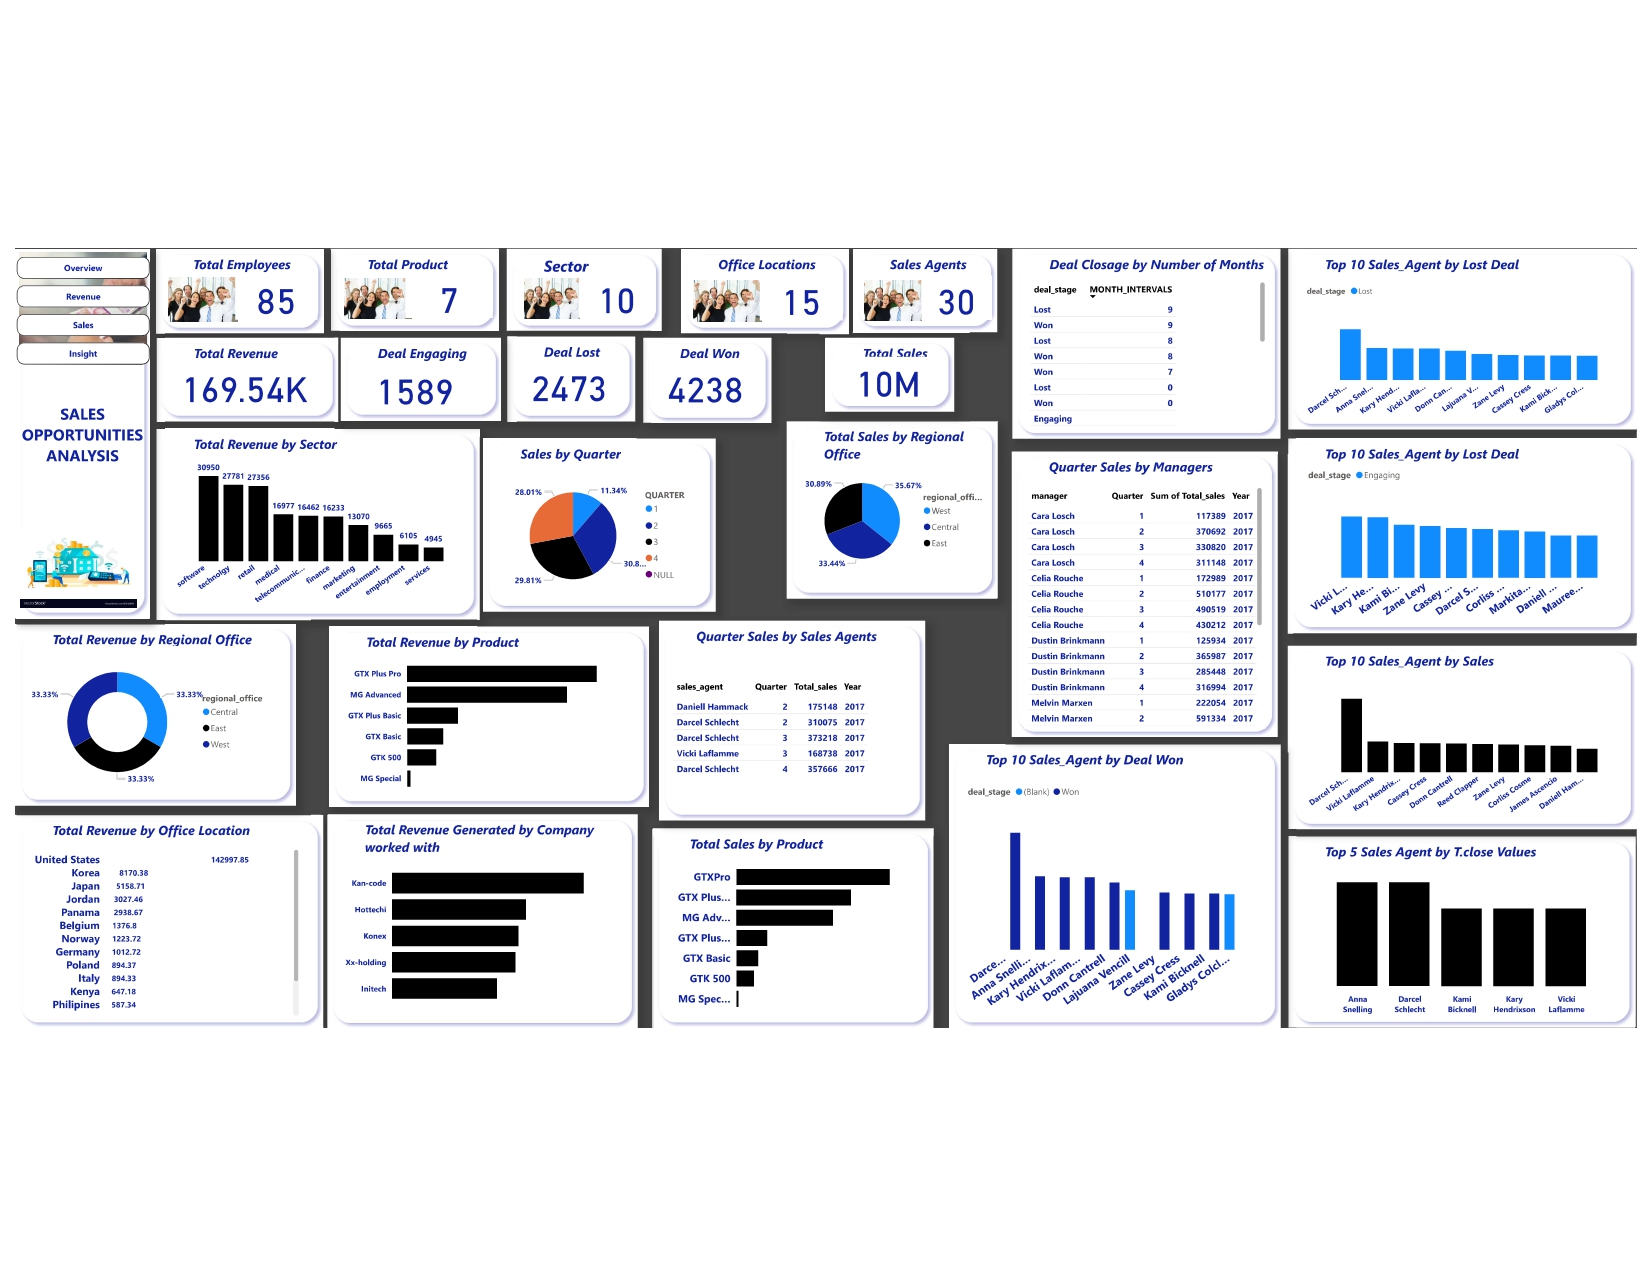 Overview
Revenue
Sales
Insight
SALES
OPPORTUNITIES
ANALYSIS
Total Employees
85
Total Product
7
Sector
10
Office Locations
15
Sales Agents
30
Total Revenue
169.54K
Deal Engaging
1589
Deal Lost
2473
Deal Won
4238
Total Sales
10M
Deal Closage by Number of Months
deal_stage MONTH_INTERVALS
Lost 9
Won 9
Lost 8
Won 8
Won 7
Lost 0
Won 0
Engaging
Top 10 Sales_Agent by Lost Deal
deal_stage Lost
Darcel Sch...
Anna Snel...
Kary Hend...
Vicki Lafla...
Donn Can...
Lajuana V...
Zane Levy
Cassey Cress
Kami Bick...
Gladys Col...
Total Revenue by Sector
30950
27781
27356
16977
16462
16233
13070
9665
6105
4945
software
technolgy
retail
medical
telecommunic...
finance
marketing
entertainment
employment
services
Sales by Quarter
28.01%
11.34%
30.8...
29.81%
QUARTER
1
2
3
4
NULL
Total Sales by Regional
Office
30.89%
35.67%
33.44%
regional_offi...
West
Central
East
Quarter Sales by Managers
manager Quarter Sum of Total_sales Year
Cara Losch 1 117389 2017
Cara Losch 2 370692 2017
Cara Losch 3 330820 2017
Cara Losch 4 311148 2017
Celia Rouche 1 172989 2017
Celia Rouche 2 510177 2017
Celia Rouche 3 490519 2017
Celia Rouche 4 430212 2017
Dustin Brinkmann 1 125934 2017
Dustin Brinkmann 2 365987 2017
Dustin Brinkmann 3 285448 2017
Dustin Brinkmann 4 316994 2017
Melvin Marxen 1 222054 2017
Melvin Marxen 2 591334 2017
Top 10 Sales_Agent by Lost Deal
deal_stage Engaging
Vicki L...
Kary He...
Kami Bi...
Zane Levy
Cassey ...
Darcel S...
Corliss ...
Markita...
Daniell ...
Mauree...
Total Revenue by Regional Office
33.33%
33.33%
33.33%
regional_office
Central
East
West
Total Revenue by Product
GTX Plus Pro
MG Advanced
GTX Plus Basic
GTX Basic
GTK 500
MG Special
Quarter Sales by Sales Agents
sales_agent Quarter Total_sales Year
Daniell Hammack 2 175148 2017
Darcel Schlecht 2 310075 2017
Darcel Schlecht 3 373218 2017
Vicki Laflamme 3 168738 2017
Darcel Schlecht 4 357666 2017
Top 10 Sales_Agent by Sales
Darcel Sch...
Vicki Laflamme
Kary Hendrix...
Cassey Cress
Donn Cantrell
Reed Clapper
Zane Levy
Corliss Cosme
James Ascencio
Daniell Ham...
Total Revenue by Office Location
United States 142997.85
Korea 8170.38
Japan 5158.71
Jordan 3027.46
Panama 2938.67
Belgium 1376.8
Norway 1223.72
Germany 1012.72
Poland 894.37
Italy 894.33
Kenya 647.18
Philipines 587.34
Total Revenue Generated by Company
worked with
Kan-code
Hottechi
Konex
Xx-holding
Initech
Total Sales by Product
GTXPro
GTX Plus...
MG Adv...
GTX Plus...
GTX Basic
GTK 500
MG Spec...
Top 10 Sales_Agent by Deal Won
deal_stage (Blank) Won
Darce...
Anna Snelli...
Kary Hendrix...
Vicki Laflam...
Donn Cantrell
Lajuana Vencill
Zane Levy
Cassey Cress
Kami Bicknell
Gladys Colcl...
Top 5 Sales Agent by T.close Values
Anna
Snelling
Darcel
Schlecht
Kami
Bicknell
Kary
Hendrixson
Vicki
Laflamme